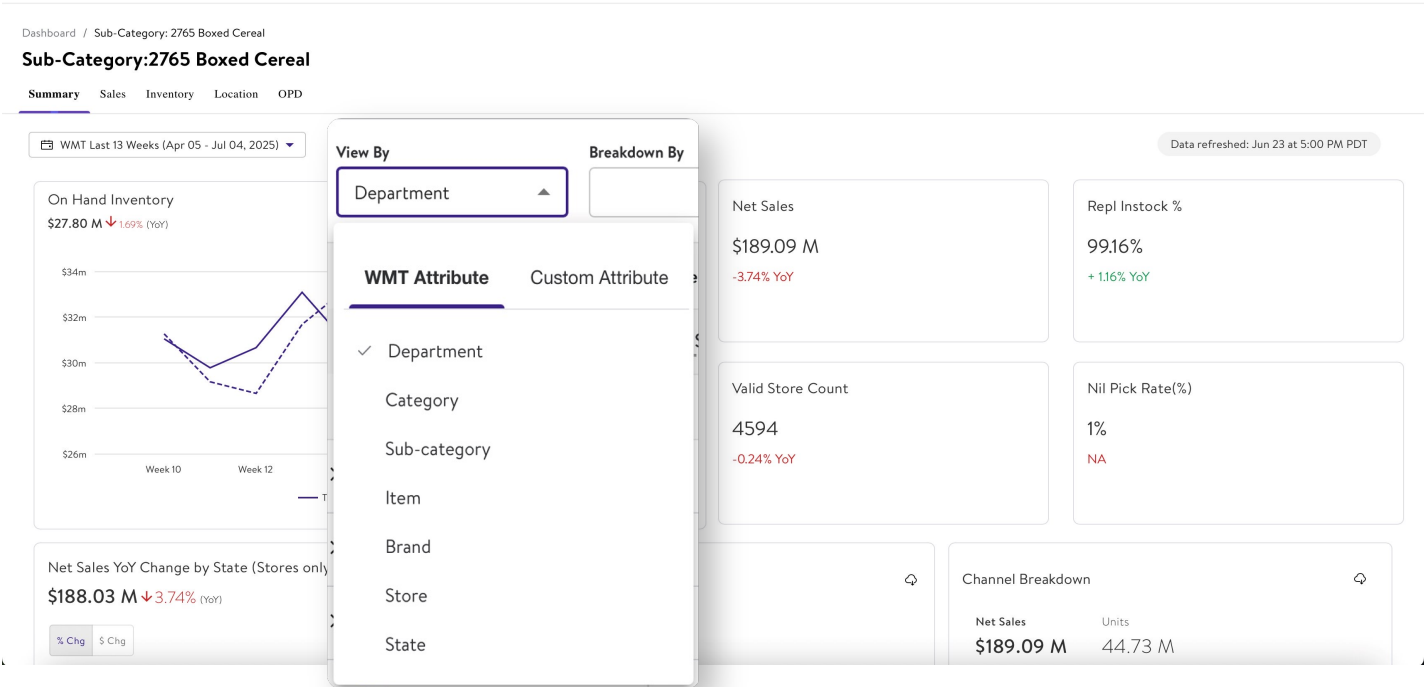 Dashboard / Sub-Category: 2765 Boxed Cereal
Sub-Category:2765 Boxed Cereal
Summary Sales Inventory Location OPD
WMT Last 13 Weeks (Apr 05 - Jul 04, 2025)
Data refreshed: Jun 23 at 5:00 PM PDT
On Hand Inventory
$27.80 M 1.69% (YoY)
$34m
$32m
$30m
$28m
$26m
Week 10 Week 12
View By
Breakdown By
Department
WMT Attribute Custom Attribute
Department
Category
Sub-category
Item
Brand
Store
State
Net Sales
$189.09 M
-3.74% YoY
Repl Instock %
99.16%
+ 1.16% YoY
Valid Store Count
4594
-0.24% YoY
Nil Pick Rate(%)
1%
NA
Net Sales YoY Change by State (Stores only
$188.03 M 3.74% (YoY)
% Chg $ Chg
Channel Breakdown
Net Sales Units
$189.09 M 44.73 M